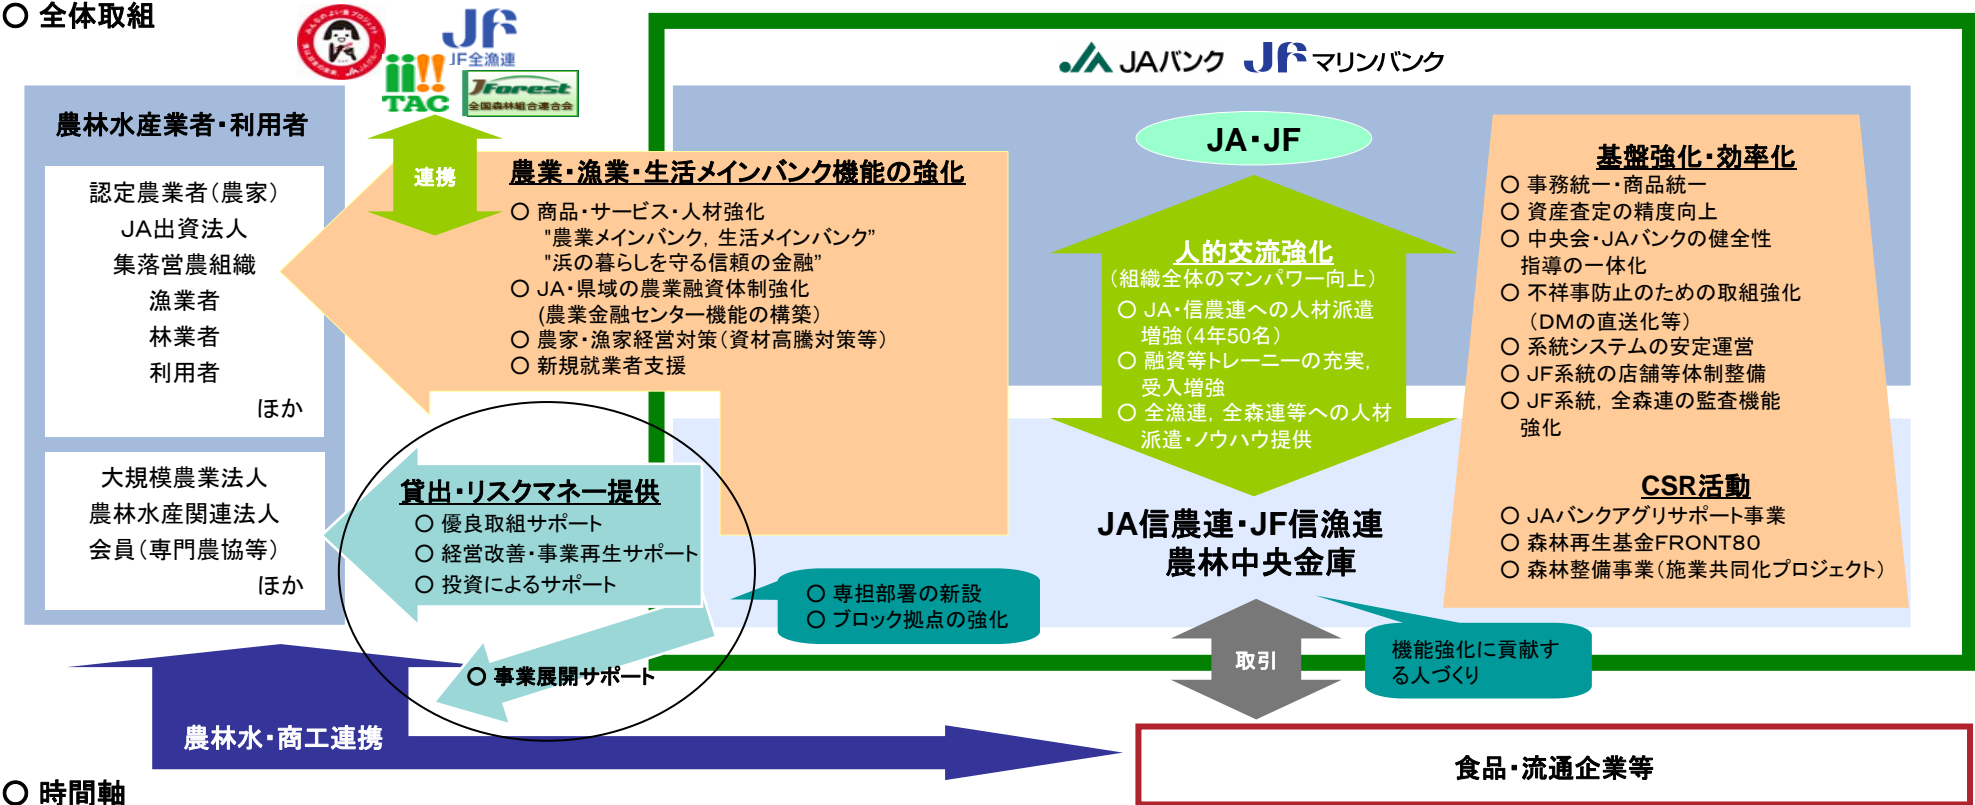 ○ 全体取組
JF
JF全漁連
TAC
JForest
全国森林組合連合会
JAバンク
JFマリンバンク
農林水産業者・利用者
認定農業者(農家)
JA出資法人
集落営農組織
漁業者
林業者
利用者
ほか
大規模農業法人
農林水産関連法人
会員(専門農協等)
ほか
連携
農業・漁業・生活メインバンク機能の強化
○ 商品・サービス・人材強化
"農業メインバンク,生活メインバンク”
"浜の暮らしを守る信頼の金融”
○ JA・県域の農業融資体制強化
(農業金融センター機能の構築)
○ 農家・漁家経営対策(資材高騰対策等)
○ 新規就業者支援
貸出・リスクマネー提供
○ 優良取組サポート
○ 経営改善・事業再生サポート
○ 投資によるサポート
○ 事業展開サポート
○ 専担部署の新設
○ ブロック拠点の強化
JA・JF
人的交流強化
(組織全体のマンパワー向上)
○ JA・信農連への人材派遣
増強(4年50名)
○ 融資等トレーニーの充実,
受入増強
○ 全漁連,全森連等への人材
派遣・ノウハウ提供
JA信農連・JF信漁連
農林中央金庫
基盤強化・効率化
○ 事務統一・商品統一
○ 資産査定の精度向上
○ 中央会・JAバンクの健全性
指導の一体化
○ 不祥事防止のための取組強化
(DMの直送化等)
○ 系統システムの安定運営
○ JF系統の店舗等体制整備
○ JF系統,全森連の監査機能
強化
CSR活動
○ JAバンクアグリサポート事業
○ 森林再生基金FRONT80
○ 森林整備事業(施業共同化プロジェクト)
取引
機能強化に貢献す
る人づくり
農林水・商工連携
食品・流通企業等
○ 時間軸